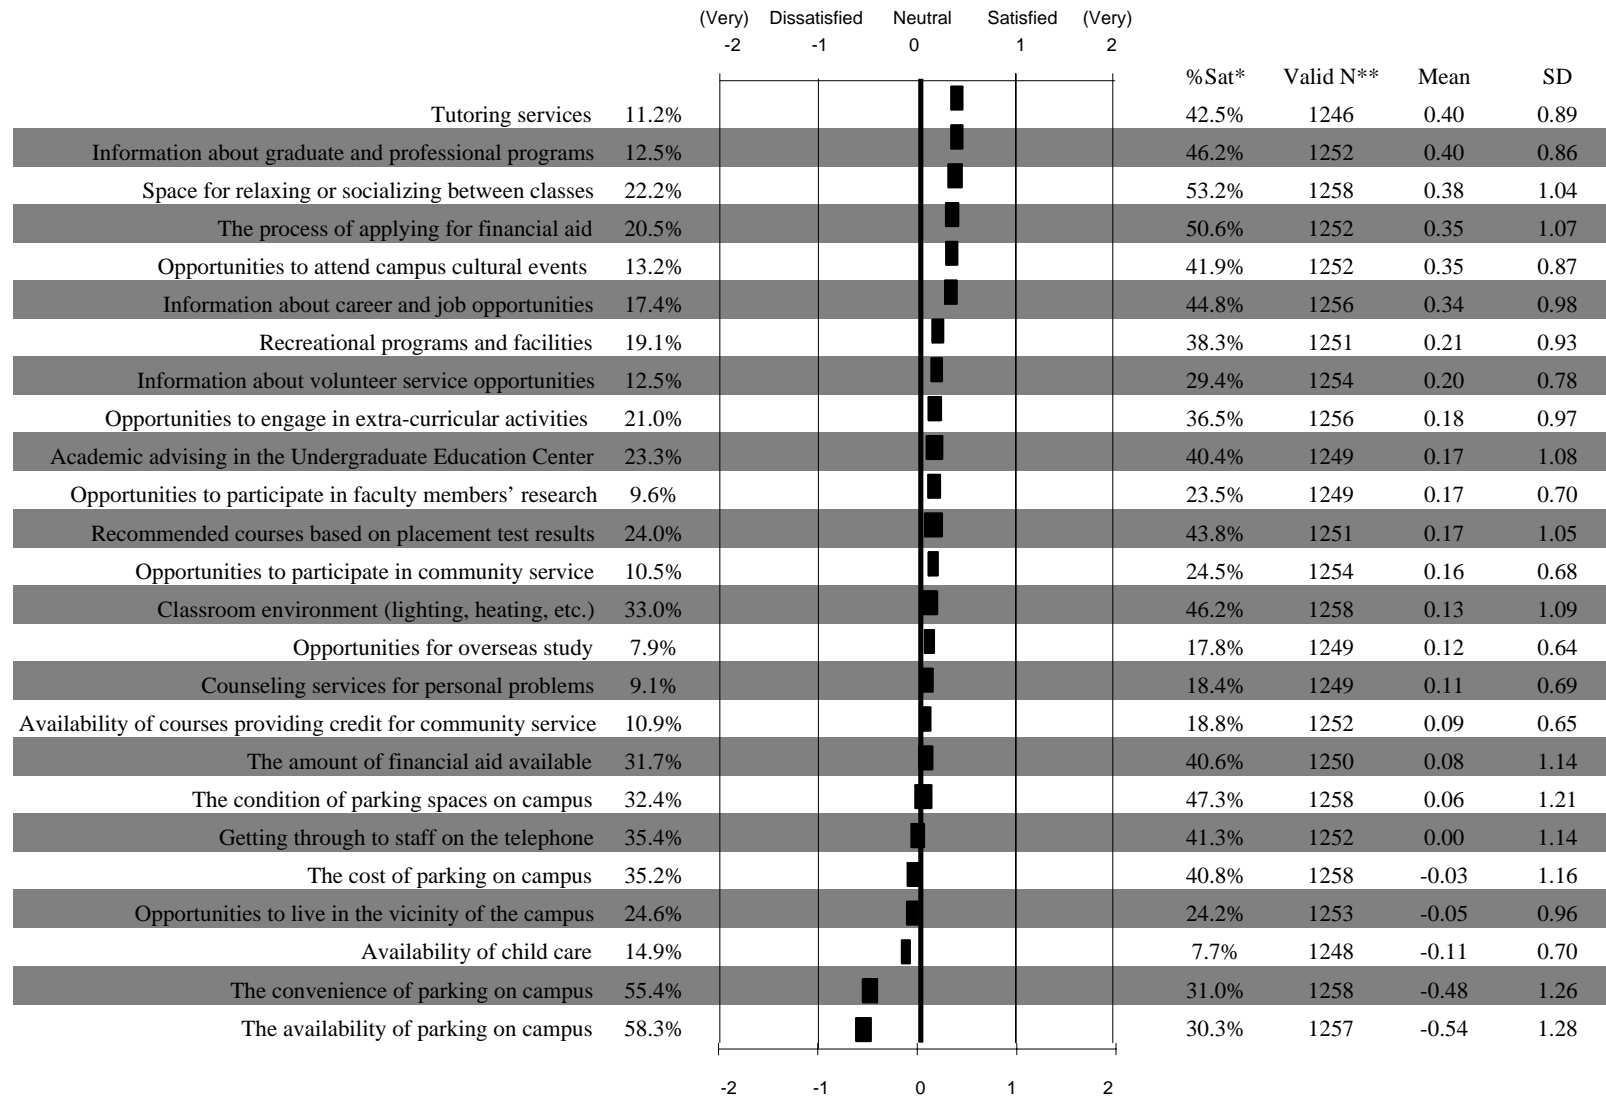 (Very) Dissatisfied Neutral Satisfied (Very)
-2 -1 0 1 2
%Sat* Valid N** Mean SD
Tutoring services 11.2% 42.5% 1246 0.40 0.89
Information about graduate and professional programs 12.5% 46.2% 1252 0.40 0.86
Space for relaxing or socializing between classes 22.2% 53.2% 1258 0.38 1.04
The process of applying for financial aid 20.5% 50.6% 1252 0.35 1.07
Opportunities to attend campus cultural events 13.2% 41.9% 1252 0.35 0.87
Information about career and job opportunities 17.4% 44.8% 1256 0.34 0.98
Recreational programs and facilities 19.1% 38.3% 1251 0.21 0.93
Information about volunteer service opportunities 12.5% 29.4% 1254 0.20 0.78
Opportunities to engage in extra-curricular activities 21.0% 36.5% 1256 0.18 0.97
Academic advising in the Undergraduate Education Center 23.3% 40.4% 1249 0.17 1.08
Opportunities to participate in faculty members’ research 9.6% 23.5% 1249 0.17 0.70
Recommended courses based on placement test results 24.0% 43.8% 1251 0.17 1.05
Opportunities to participate in community service 10.5% 24.5% 1254 0.16 0.68
Classroom environment (lighting, heating, etc.) 33.0% 46.2% 1258 0.13 1.09
Opportunities for overseas study 7.9% 17.8% 1249 0.12 0.64
Counseling services for personal problems 9.1% 18.4% 1249 0.11 0.69
Availability of courses providing credit for community service 10.9% 18.8% 1252 0.09 0.65
The amount of financial aid available 31.7% 40.6% 1250 0.08 1.14
The condition of parking spaces on campus 32.4% 47.3% 1258 0.06 1.21
Getting through to staff on the telephone 35.4% 41.3% 1252 0.00 1.14
The cost of parking on campus 35.2% 40.8% 1258 -0.03 1.16
Opportunities to live in the vicinity of the campus 24.6% 24.2% 1253 -0.05 0.96
Availability of child care 14.9% 7.7% 1248 -0.11 0.70
The convenience of parking on campus 55.4% 31.0% 1258 -0.48 1.26
The availability of parking on campus 58.3% 30.3% 1257 -0.54 1.28
-2 -1 0 1 2